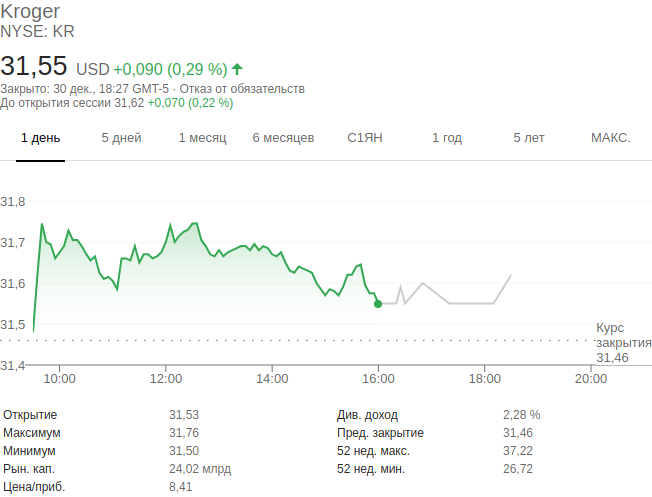 Kroger
NYSE: KR
31,55 USD +0,090 (0,29 %)
Закрыто: 30 дек., 18:27 GMT-5 · Отказ от обязательств
До открытия сессии 31,62 +0,070 (0,22 %)
1 день 5 дней 1 месяц 6 месяцев С1ЯН 1 год 5 лет МАКС.
31,8
31,7
31,6
31,5
31,4
Курс
закрытия
31,46
10:00 12:00 14:00 16:00 18:00 20:00
Открытие 31,53 Див. доход 2,28 %
Максимум 31,76 Пред. закрытие 31,46
Минимум 31,50 52 нед. макс. 37,22
Рын. кап. 24,02 млрд 52 нед. мин. 26,72
Цена/приб. 8,41